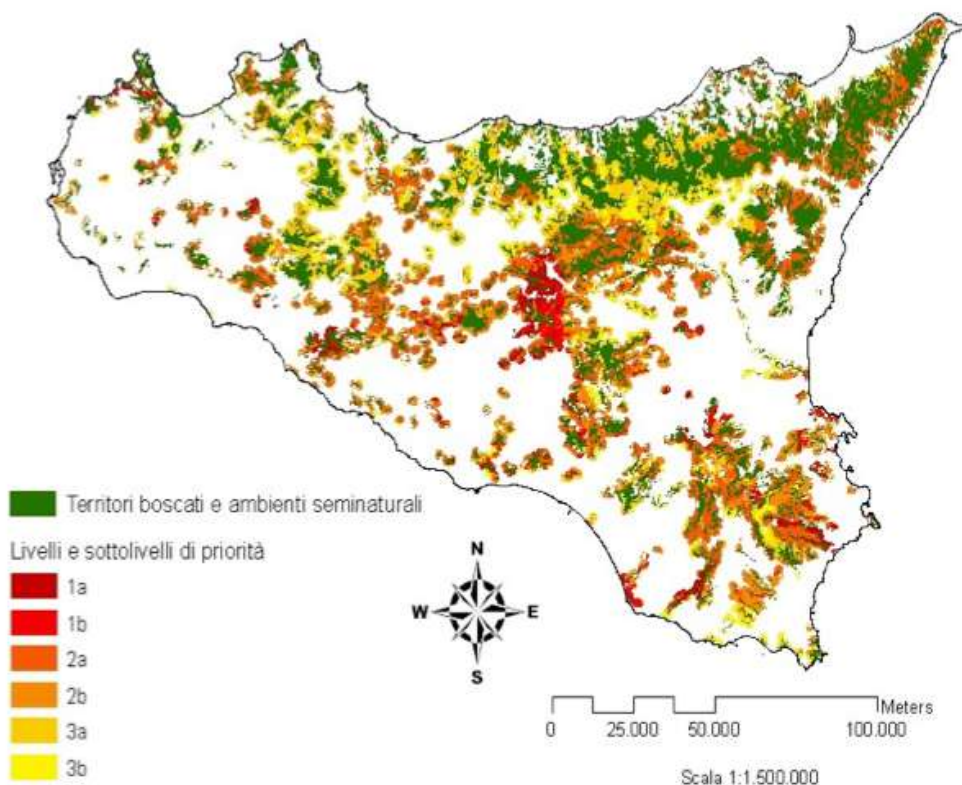 Territori boscati e ambienti seminaturali
Livelli e sottolivelli di priorità
1a
1b
2a
2b
3a
3b
N
W E
S
Meters
0 25.000 50.000 100.000
Scala 1:1.500.000